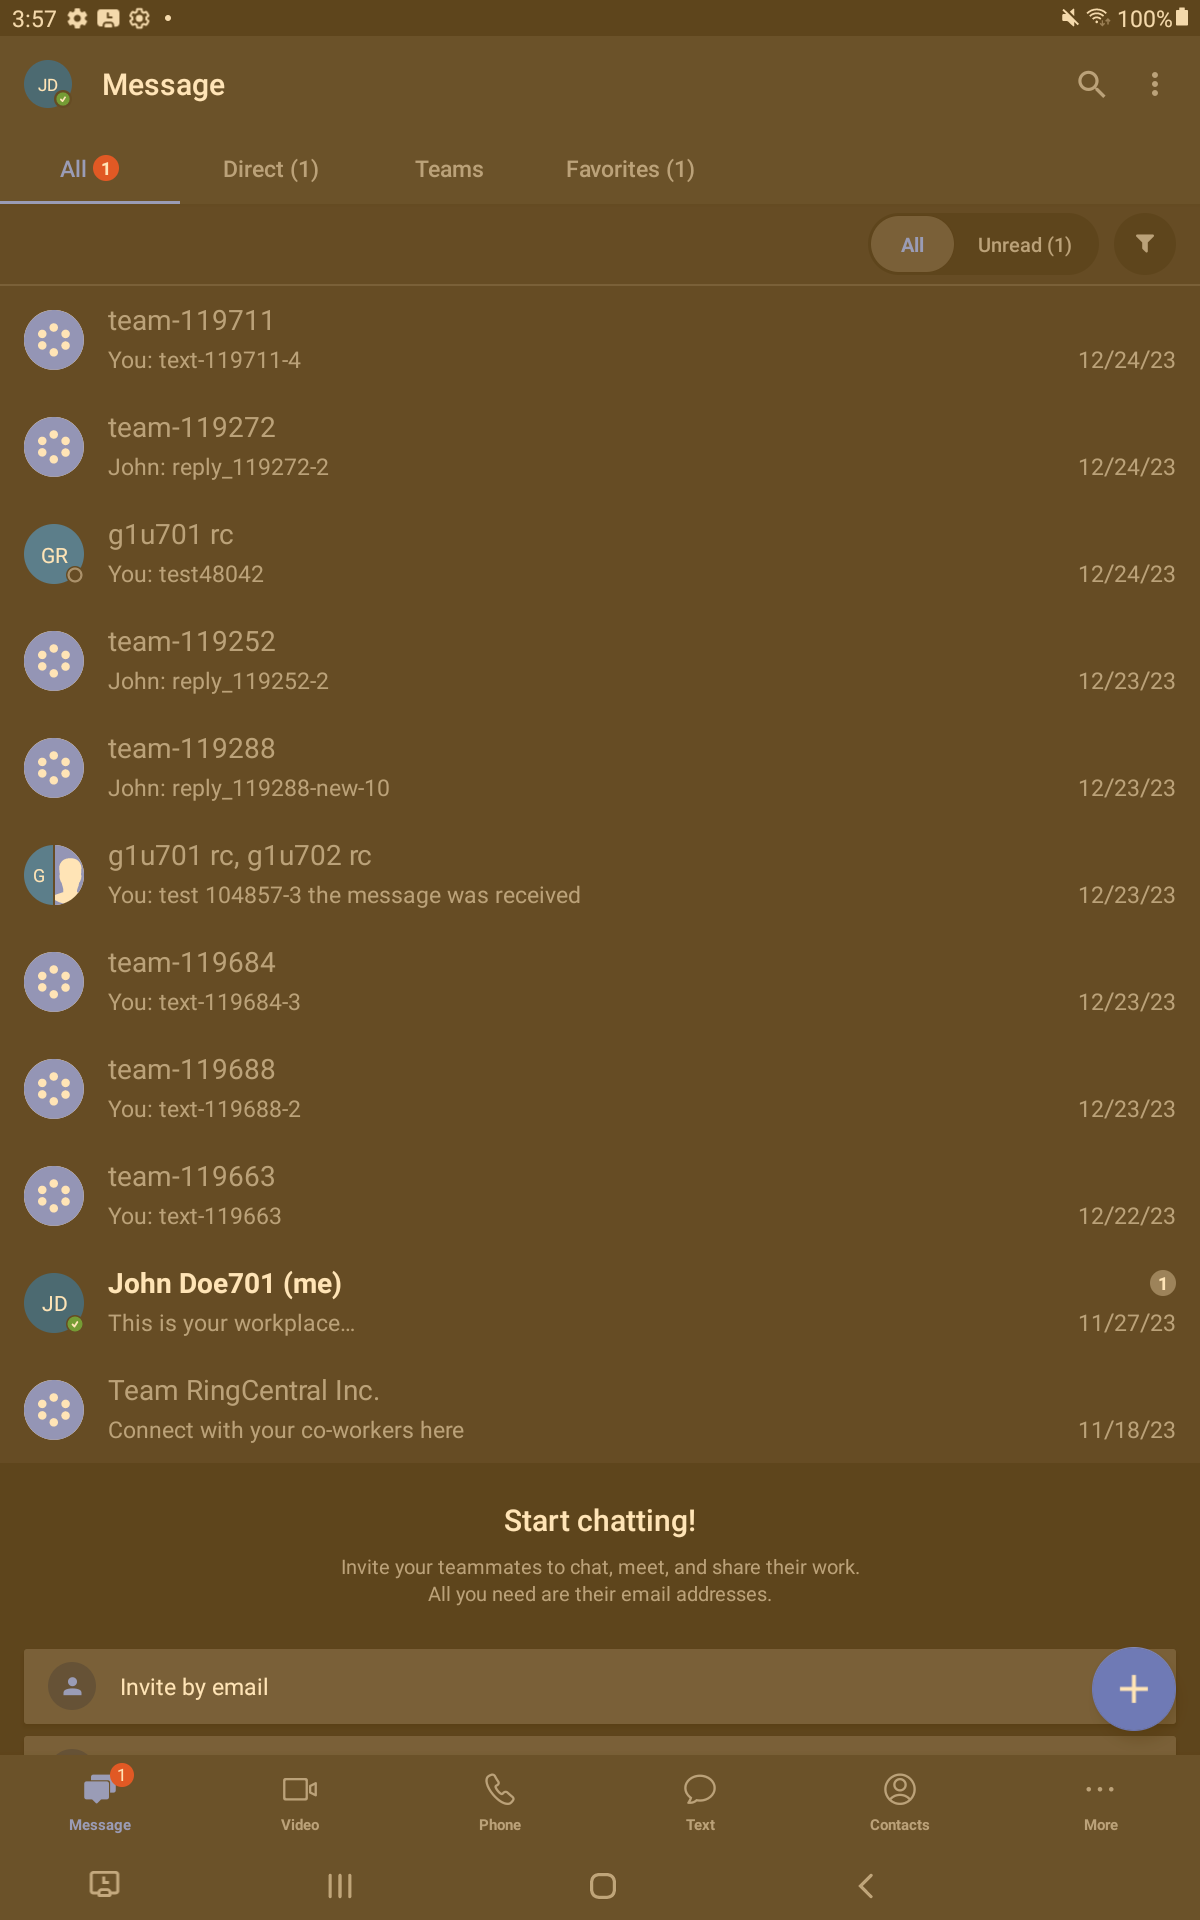 3:57
100%
JD
Message
All 1
Direct (1)
Teams
Favorites (1)
All
Unread (1)
team-119711
You: text-119711-4
12/24/23
team-119272
John: reply_119272-2
12/24/23
GR
g1u701 rc
You: test48042
12/24/23
team-119252
John: reply_119252-2
12/23/23
team-119288
John: reply_119288-new-10
12/23/23
G
g1u701 rc, g1u702 rc
You: test 104857-3 the message was received
12/23/23
team-119684
You: text-119684-3
12/23/23
team-119688
You: text-119688-2
12/23/23
team-119663
You: text-119663
12/22/23
JD
John Doe701 (me)
1
This is your workplace...
11/27/23
Team RingCentral Inc.
Connect with your co-workers here
11/18/23
Start chatting!
Invite your teammates to chat, meet, and share their work.
All you need are their email addresses.
Invite by email
1
Message
Video
Phone
Text
Contacts
More